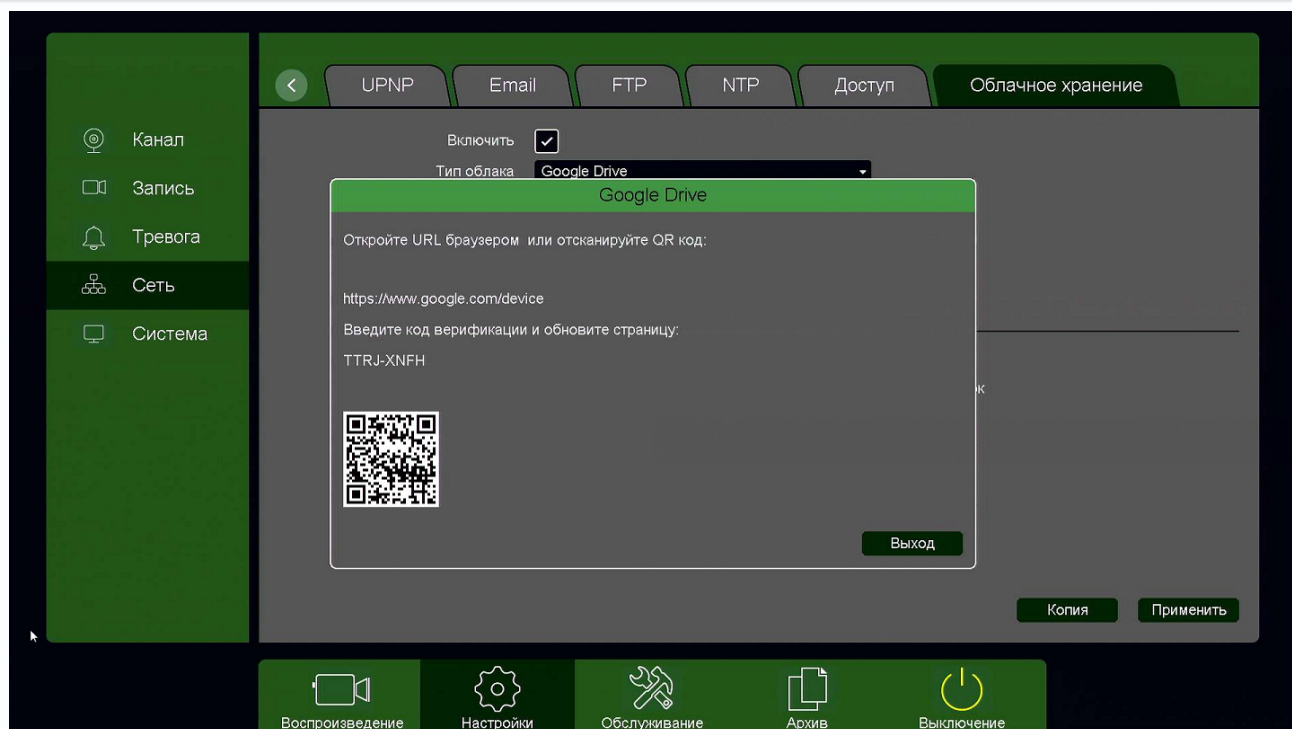 UPNP Email FTP NTP Доступ Облачное хранение
Канал
Запись
Тревога
Сеть
Система
Включить
Тип облака Google Drive
Google Drive
Откройте URL браузером или отсканируйте QR код:
https://www.google.com/device
Введите код верификации и обновите страницу:
TTRJ-XNFH
Выход
Копия Применить
Воспроизведение Настройки Обслуживание Архив Выключение